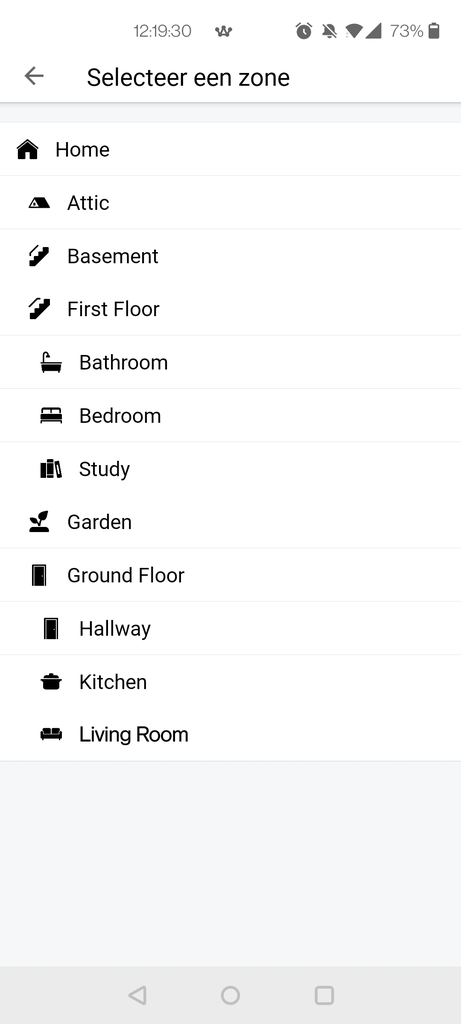 12:19:30
73%
Selecteer een zone
Home
Attic
Basement
First Floor
Bathroom
Bedroom
Study
Garden
Ground Floor
Hallway
Kitchen
Living Room